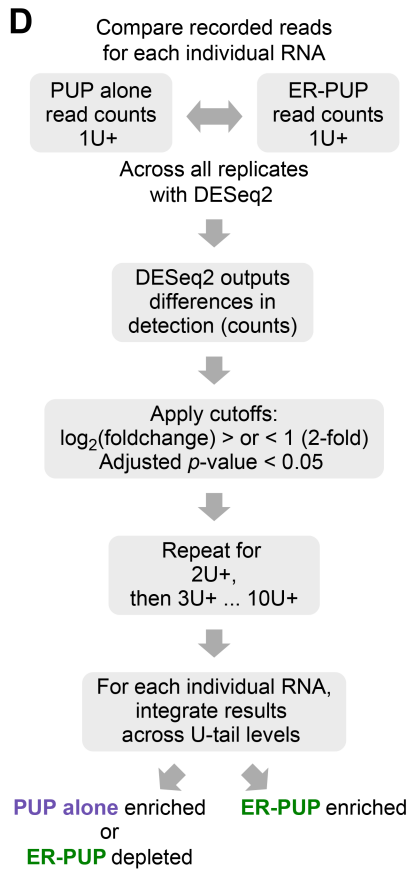 D
Compare recorded reads
for each individual RNA
PUP alone
read counts
1U+
ER-PUP
read counts
1U+
Across all replicates
with DESeq2
DESeq2 outputs
differences in
detection (counts)
Apply cutoffs:
log₂(foldchange) > or < 1 (2-fold)
Adjusted p-value < 0.05
Repeat for
2U+,
then 3U+ ... 10U+
For each individual RNA,
integrate results
across U-tail levels
PUP alone enriched
or
ER-PUP depleted
ER-PUP enriched